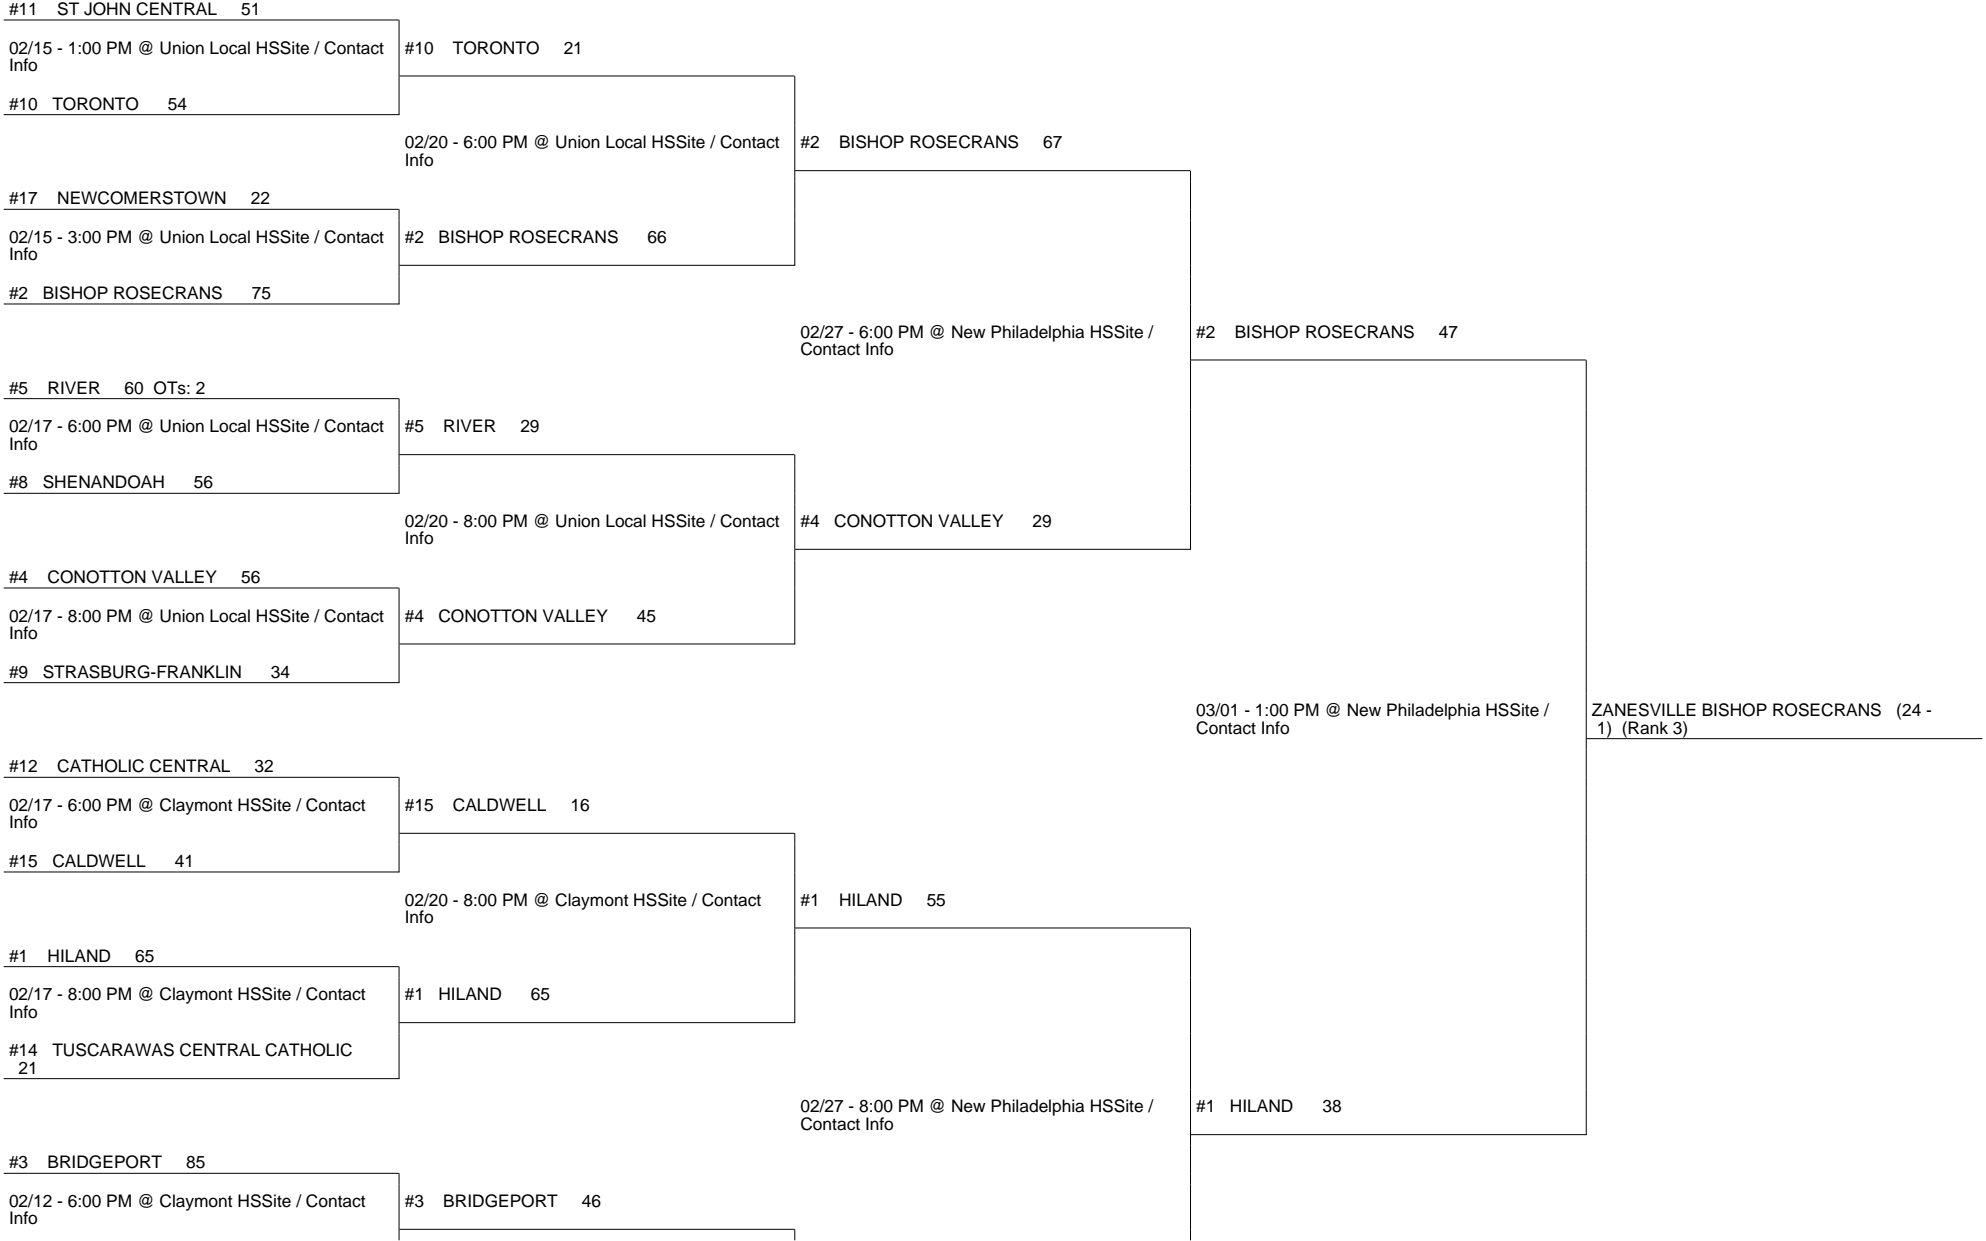 #11 ST JOHN CENTRAL 51
02/15 - 1:00 PM @ Union Local HSSite / Contact
Info
#10 TORONTO 54
#10 TORONTO 21
02/20 - 6:00 PM @ Union Local HSSite / Contact
Info
#2 BISHOP ROSECRANS 67
#17 NEWCOMERSTOWN 22
02/15 - 3:00 PM @ Union Local HSSite / Contact
Info
#2 BISHOP ROSECRANS 75
#2 BISHOP ROSECRANS 66
02/27 - 6:00 PM @ New Philadelphia HSSite /
Contact Info
#2 BISHOP ROSECRANS 47
#5 RIVER 60 OTs: 2
02/17 - 6:00 PM @ Union Local HSSite / Contact
Info
#8 SHENANDOAH 56
#5 RIVER 29
02/20 - 8:00 PM @ Union Local HSSite / Contact
Info
#4 CONOTTON VALLEY 29
#4 CONOTTON VALLEY 56
02/17 - 8:00 PM @ Union Local HSSite / Contact
Info
#9 STRASBURG-FRANKLIN 34
#4 CONOTTON VALLEY 45
03/01 - 1:00 PM @ New Philadelphia HSSite /
Contact Info
ZANESVILLE BISHOP ROSECRANS (24 -
1) (Rank 3)
#12 CATHOLIC CENTRAL 32
02/17 - 6:00 PM @ Claymont HSSite / Contact
Info
#15 CALDWELL 41
#15 CALDWELL 16
02/20 - 8:00 PM @ Claymont HSSite / Contact
Info
#1 HILAND 55
#1 HILAND 65
02/17 - 8:00 PM @ Claymont HSSite / Contact
Info
#14 TUSCARAWAS CENTRAL CATHOLIC
21
#1 HILAND 65
02/27 - 8:00 PM @ New Philadelphia HSSite /
Contact Info
#1 HILAND 38
#3 BRIDGEPORT 85
02/12 - 6:00 PM @ Claymont HSSite / Contact
Info
#3 BRIDGEPORT 46